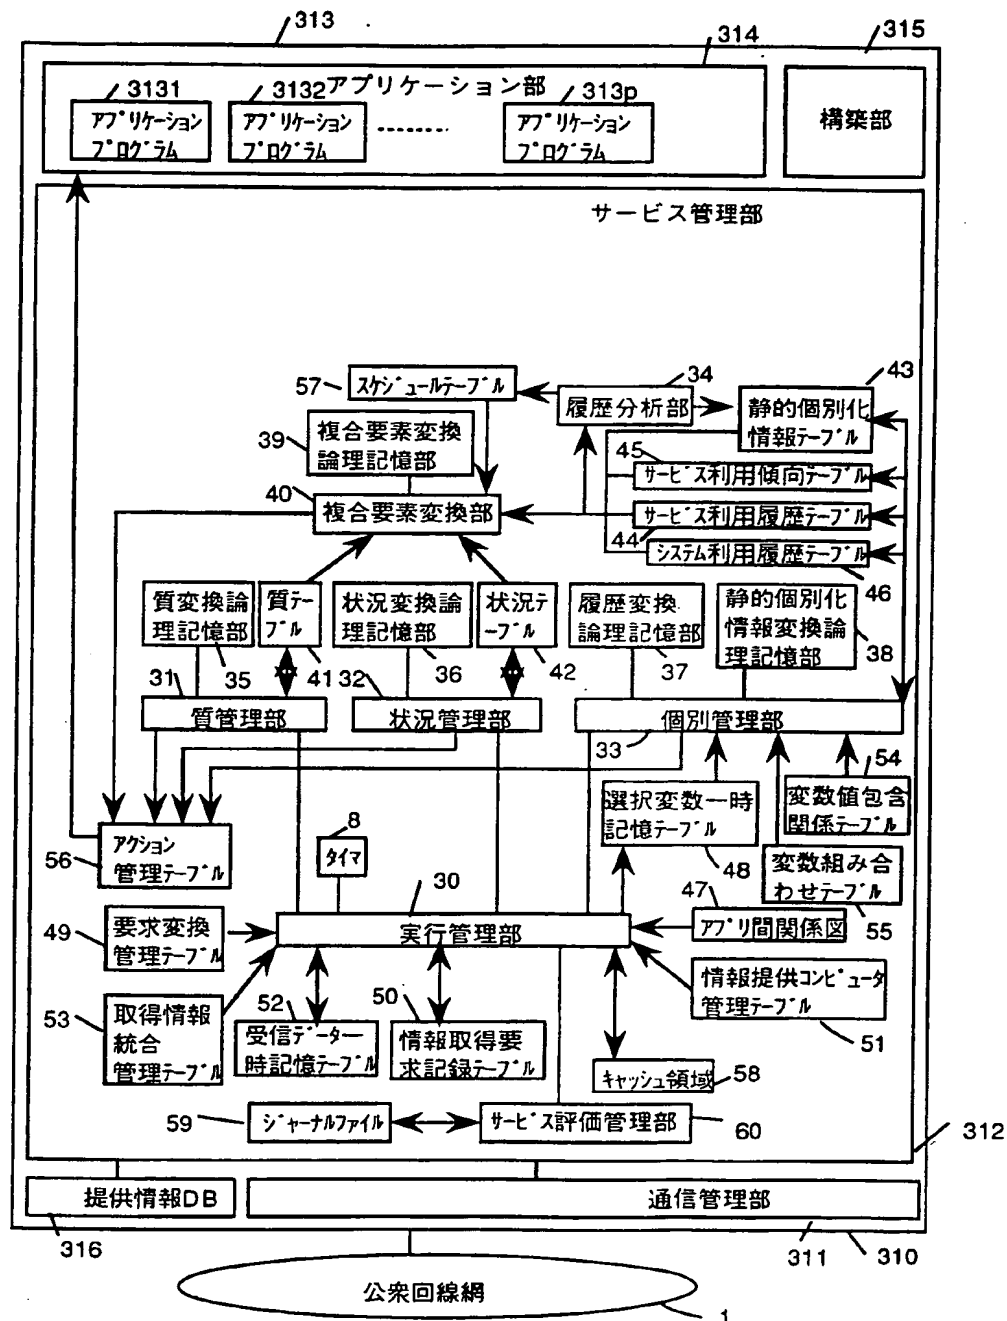 313
314
315
アプリケーション部
3131
3132
313p
アプリケーション
プログラム
アプリケーション
プログラム
........
アプリケーション
プログラム
構築部
サービス管理部
57
スケジュールテーブル
34
履歴分析部
43
静的個別化
情報テーブル
39
複合要素変換
論理記憶部
45
サービス利用傾向テーブル
40
複合要素変換部
サービス利用履歴テーブル
44
システム利用履歴テーブル
46
質変換論
理記憶部
質テー
ブル
状況変換論
理記憶部
状況テ
ーブル
履歴変換
論理記憶部
静的個別化
情報変換論
理記憶部
31
35
41
32
36
42
37
38
質管理部
状況管理部
個別管理部
33
54
選択変数一時
記憶テーブル
変数値包含
関係テーブル
8
タイマ
56
アクション
管理テーブル
48
変数組み合
わせテーブル
30
47
55
49
要求変換
管理テーブル
実行管理部
アプリ間関係図
53
取得情報
統合
管理テーブル
52
受信データ一
時記憶テーブル
50
情報取得要
求記録テーブル
情報提供コンピュータ
管理テーブル
51
キャッシュ領域
58
59
ジャーナルファイル
サービス評価管理部
60
312
提供情報DB
通信管理部
316
311
310
公衆回線網
1